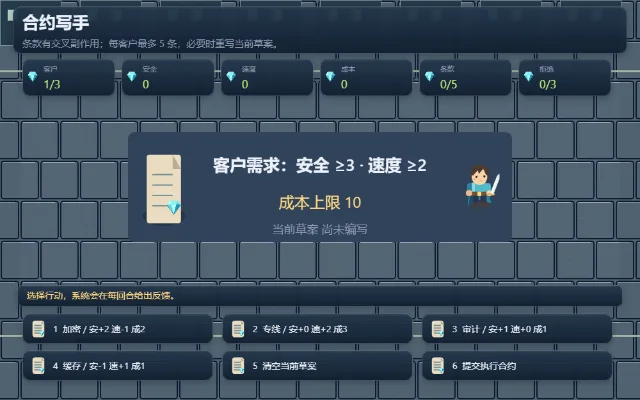 合约写手
条款有交叉副作用；每客户最多 5 条，必要时重写当前草案。
客户
1/3
安全
0
速度
0
成本
0
条款
0/5
拒绝
0/3
客户需求：安全 ≥3 · 速度 ≥2
成本上限 10
当前草案 尚未编写
选择行动，系统会在每回合给出反馈。
1 加密 / 安+2 速-1 成2
2 专线 / 安+0 速+2 成3
3 审计 / 安+1 速+0 成1
4 缓存 / 安-1 速+1 成1
5 清空当前草案
6 提交执行合约